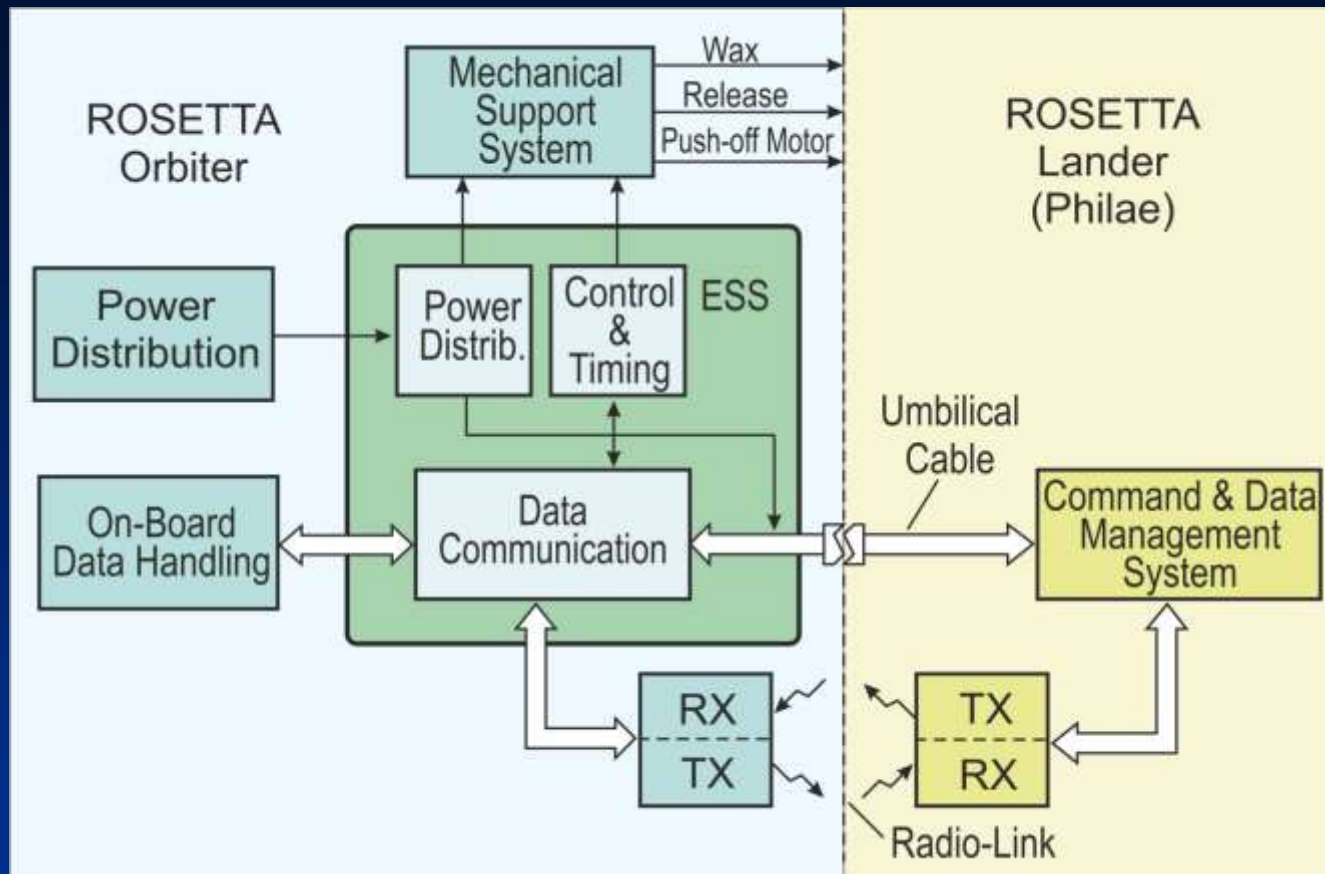 ROSETTA
Orbiter
Mechanical
Support
System
Wax
Release
Push-off Motor
ROSETTA
Lander
(Philae)
Power
Distribution
Power
Distrib.
Control
&
Timing
ESS
Umbilical
Cable
On-Board
Data Handling
Data
Communication
Command & Data
Management
System
RX
TX
TX
RX
Radio-Link